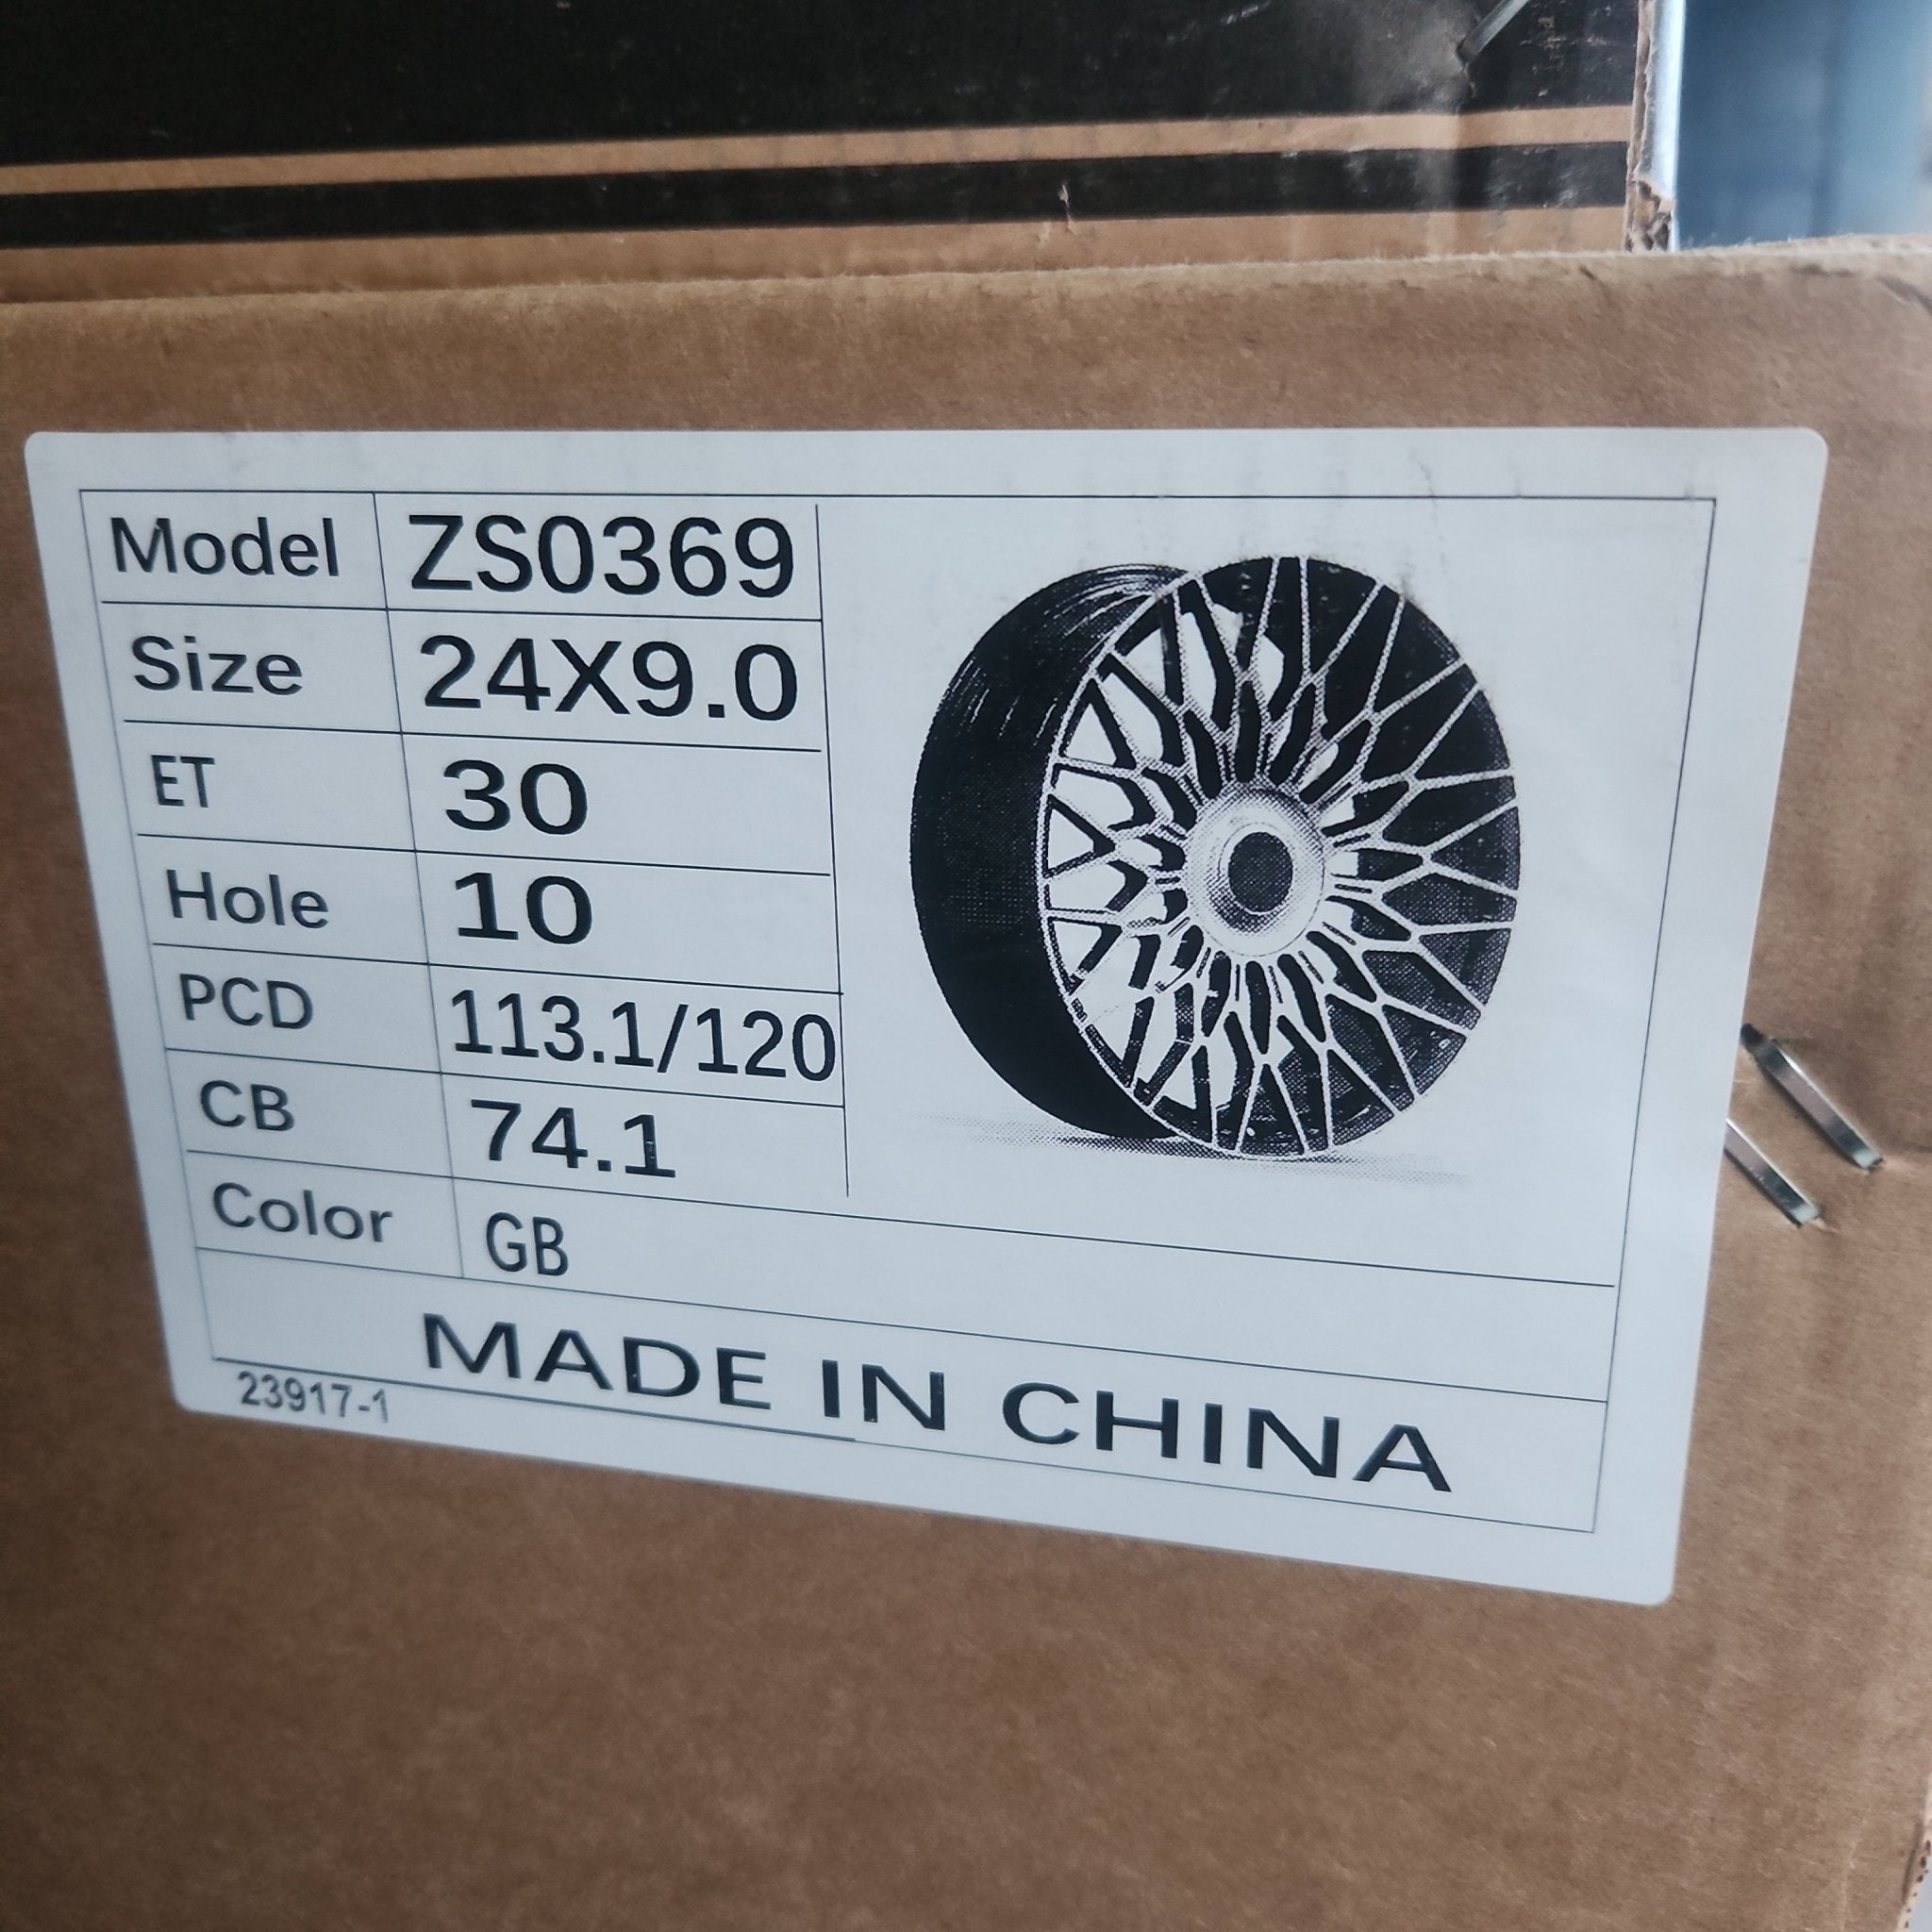 Model ZS0369
Size 24X9.0
ET 30
Hole 10
PCD 113.1/120
CB 74.1
Color GB
MADE IN CHINA
23917-1